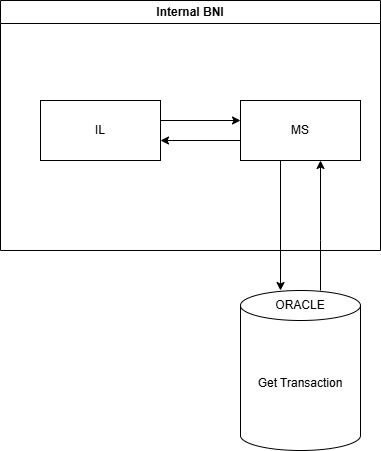 Internal BNI
IL
MS
ORACLE
Get Transaction